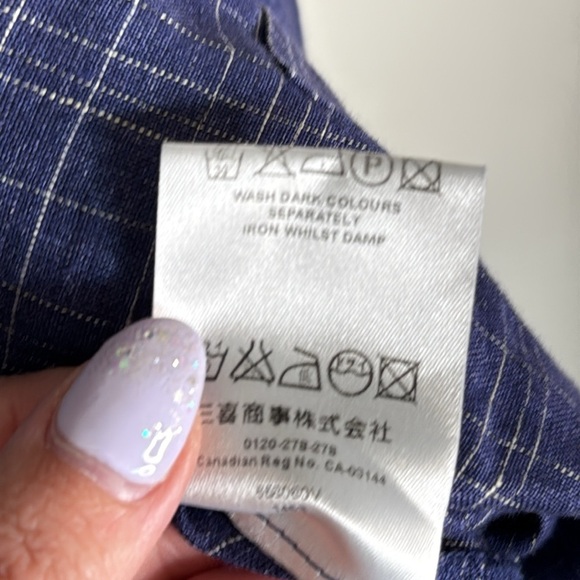 P
WASH DARK COLOURS
SEPARATELY
IRON WHILST DAMP
三喜商事株式会社
0120-278-278
Canadian Reg No. CA-03144